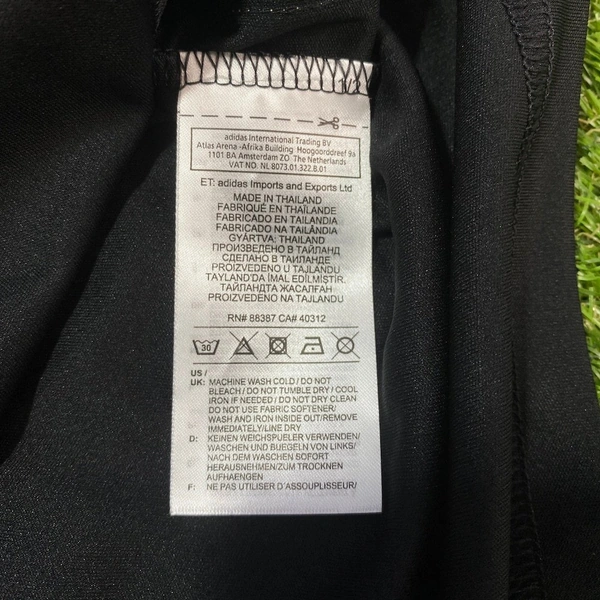 1/2
adidas International Trading BV
Atlas Arena -Afrika Building Hoogoorddreef 9a
1101 BA Amsterdam ZO The Netherlands
VAT NO. NL 8073.01.322.B.01
ET: adidas Imports and Exports Ltd
MADE IN THAILAND
FABRIQUÉ EN THAÏLANDE
FABRICADO EN TAILANDIA
FABRICADO NA TAILÂNDIA
GYÁRTVA: THAIFÖLD
ПРОИЗВЕДЕНО В ТАЙЛАНД
СДЕЛАНО В ТАИЛАНДЕ
PROIZVEDENO U TAJLANDU
TAYLAND'DA İMAL EDİLMİŞTİR.
ТАЙЛАНДТА ЖАСАЛҒАН
PROIZVEDENO NA TAJLANDU
RN# 88387 CA# 40312
30
US /
UK: MACHINE WASH COLD / DO NOT
BLEACH / DO NOT TUMBLE DRY / COOL
IRON IF NEEDED / DO NOT DRY CLEAN
DO NOT USE FABRIC SOFTENER/
WASH AND IRON INSIDE OUT/REMOVE
IMMEDIATELY/LINE DRY
D: KEINEN WEICHSPUELER VERWENDEN/
WASCHEN UND BUEGELN VON LINKS/
NACH DEM WASCHEN SOFORT
HERAUSNEHMEN/ZUM TROCKNEN
AUFHAENGEN
F: NE PAS UTILISER D'ASSOUPLISSEUR/